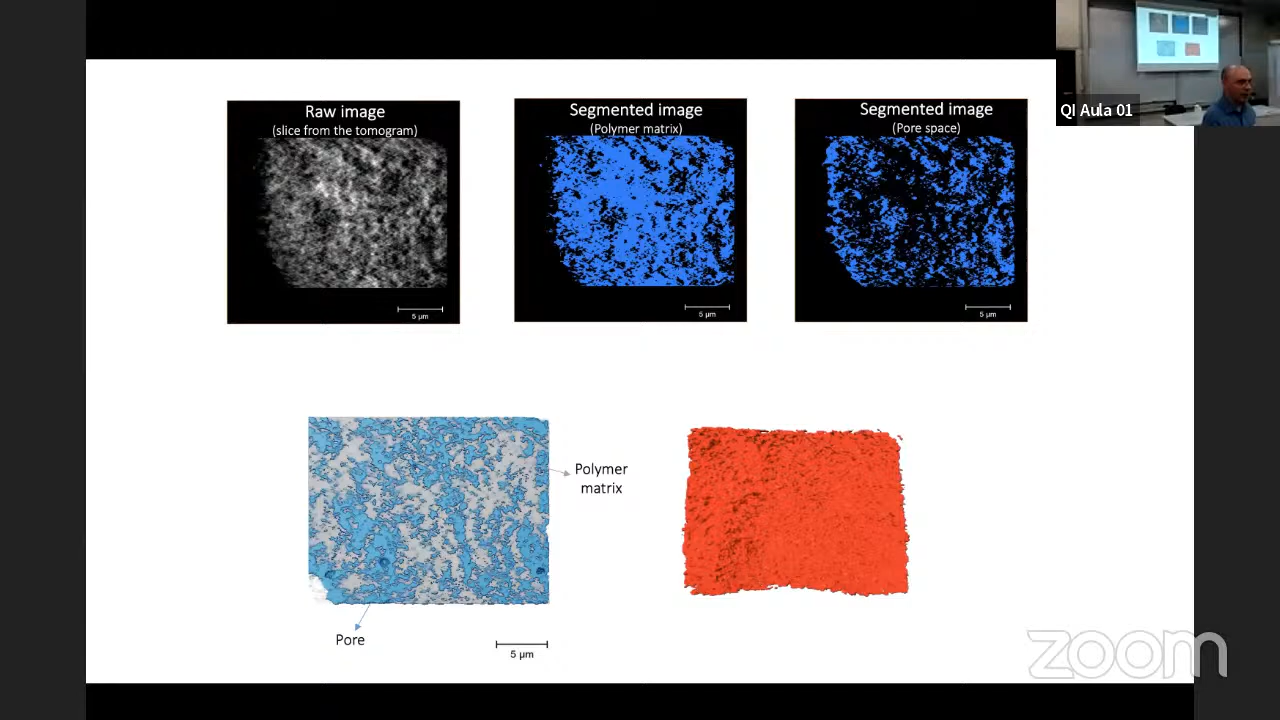 Raw image
(slice from the tomogram)
5 µm
Segmented image
(Polymer matrix)
5 µm
Segmented image
(Pore space)
5 µm
QI Aula 01
Polymer
matrix
Pore
5 µm
zoom